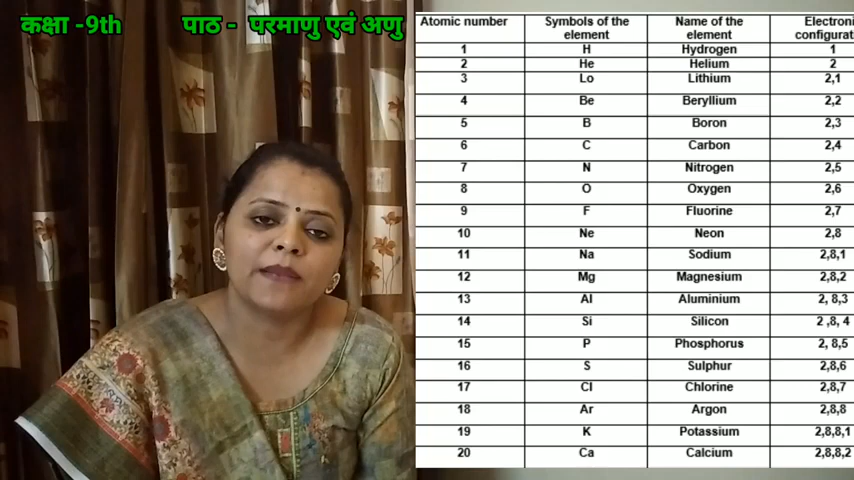 कक्षा -9th पाठ - परमाणु एवं अणु
Atomic number Symbols of the element Name of the element Electroni configurat
1 H Hydrogen 1
2 He Helium 2
3 Lo Lithium 2,1
4 Be Beryllium 2,2
5 B Boron 2,3
6 C Carbon 2,4
7 N Nitrogen 2,5
8 O Oxygen 2,6
9 F Fluorine 2,7
10 Ne Neon 2,8
11 Na Sodium 2,8,1
12 Mg Magnesium 2,8,2
13 Al Aluminium 2, 8,3
14 Si Silicon 2 ,8, 4
15 P Phosphorus 2, 8,5
16 S Sulphur 2,8,6
17 Cl Chlorine 2,8,7
18 Ar Argon 2,8,8
19 K Potassium 2,8,8,1
20 Ca Calcium 2,8,8,2